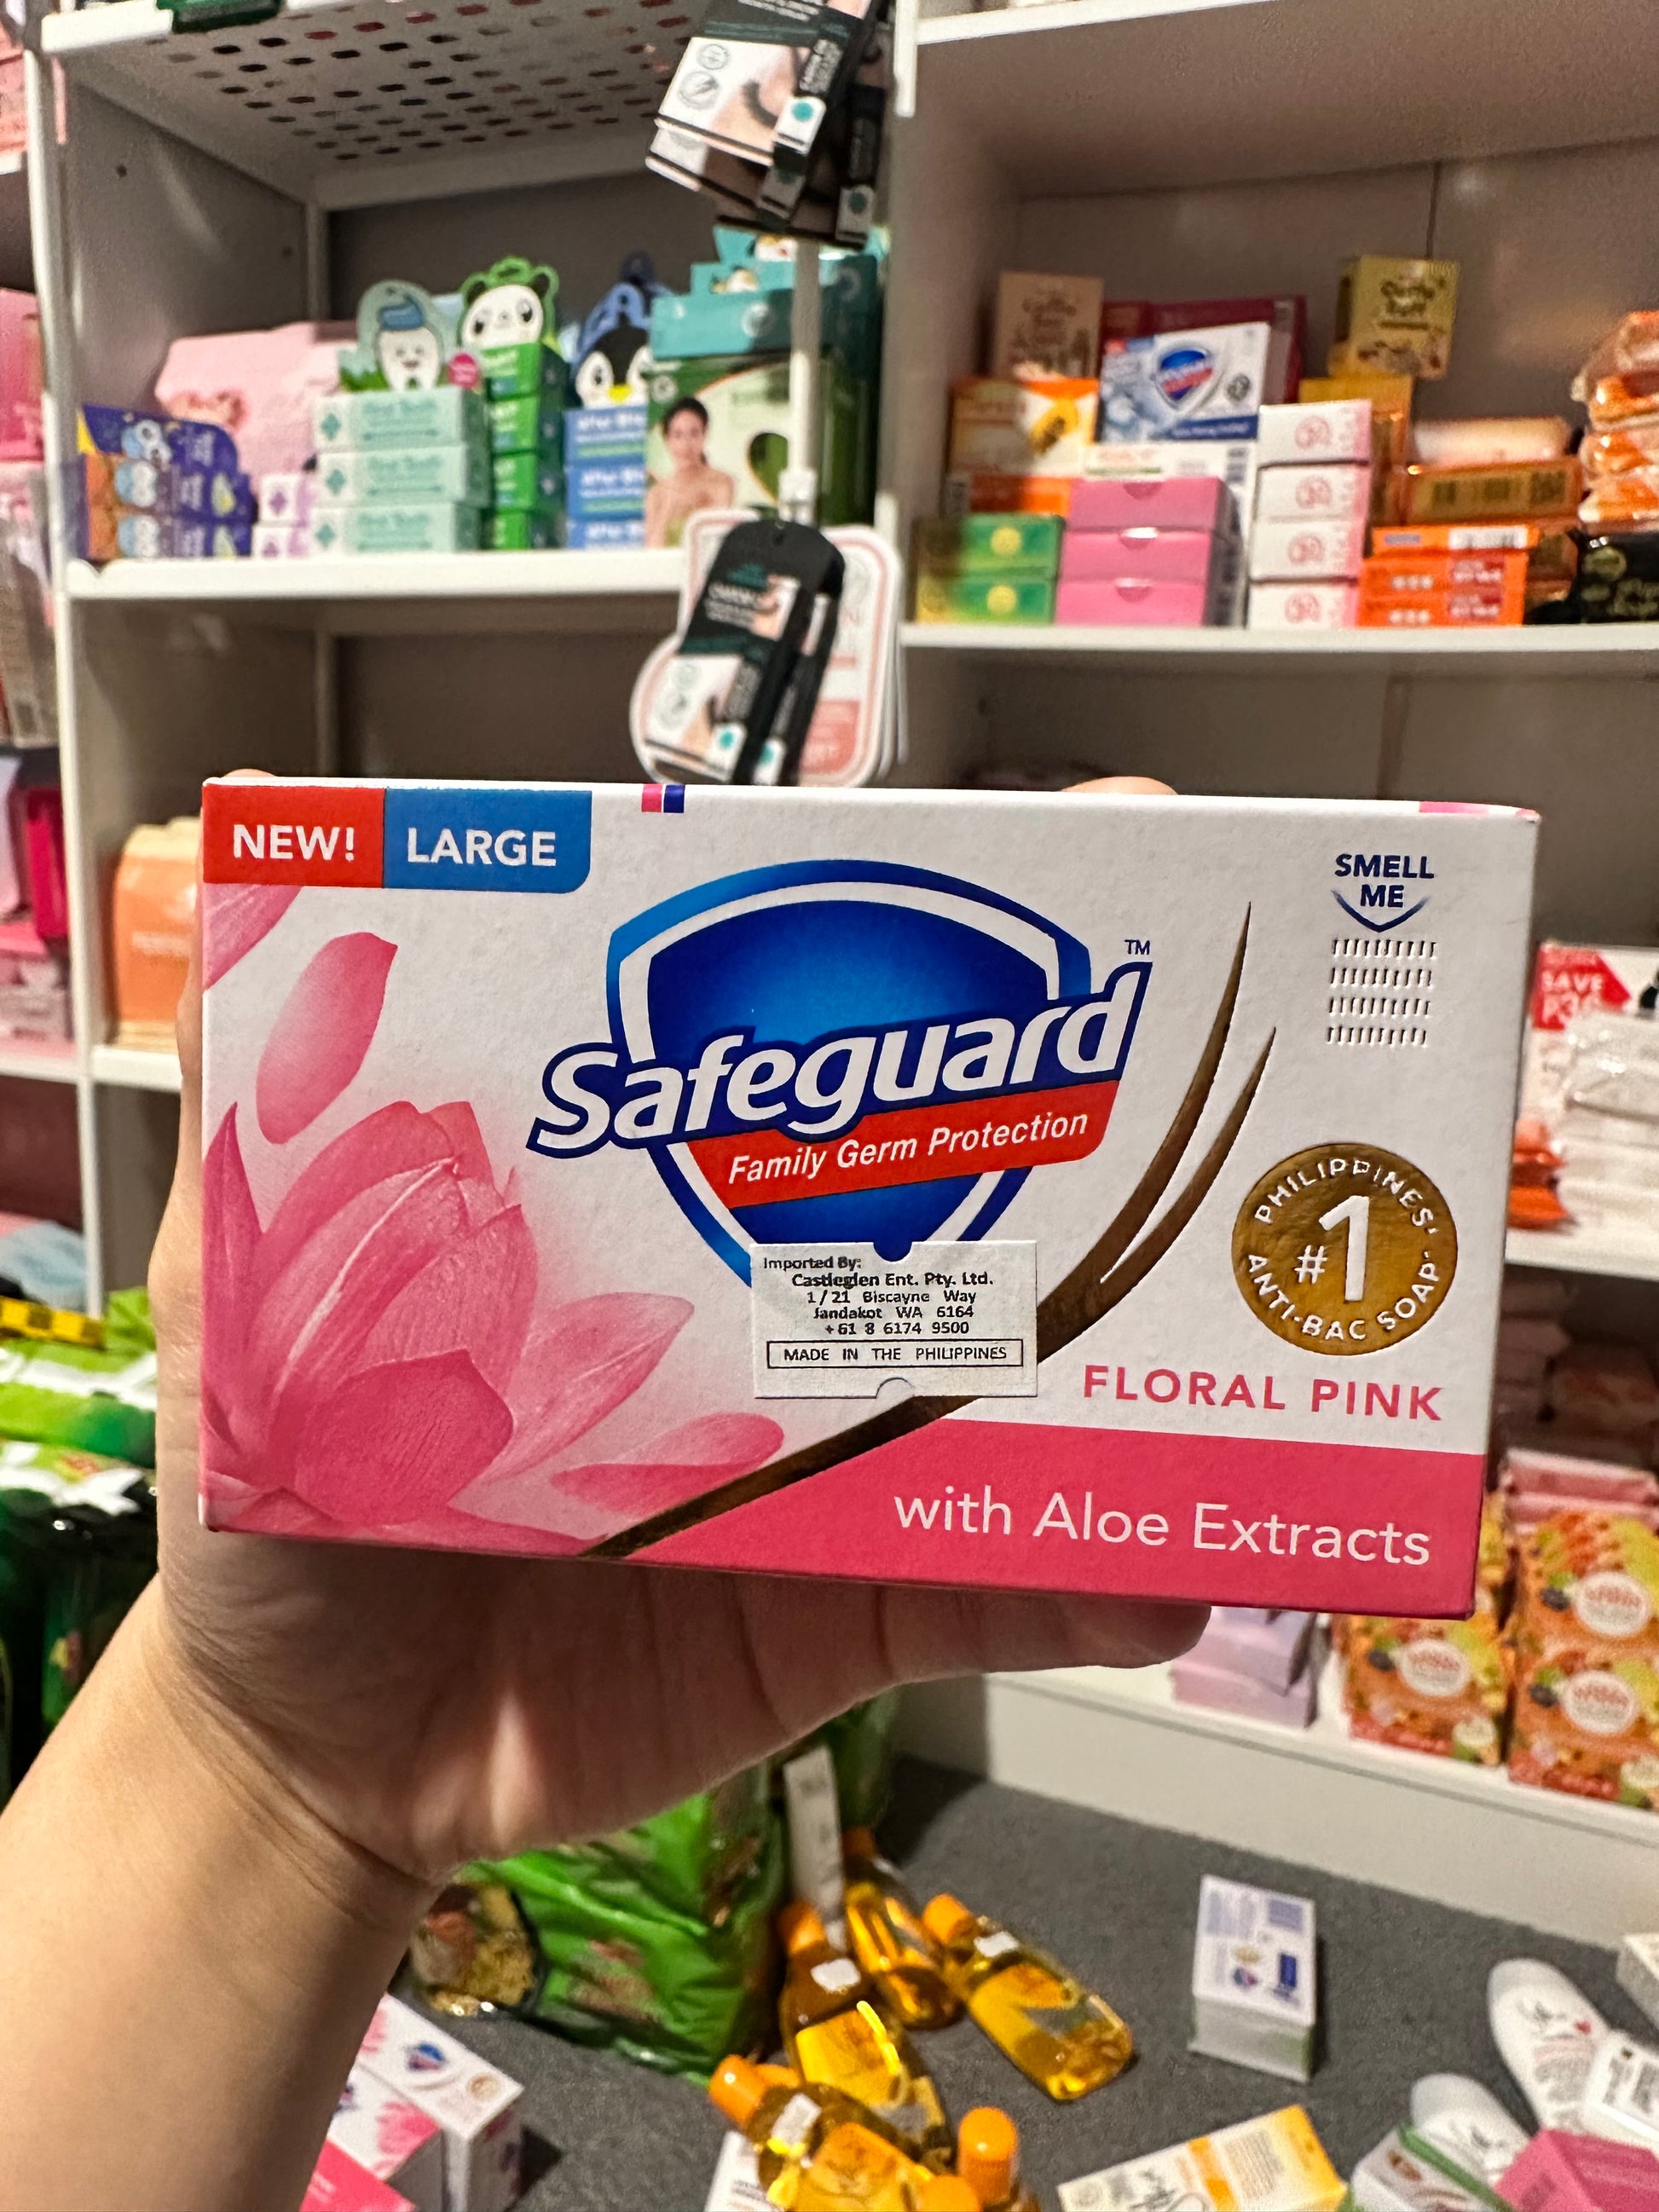 NEW! LARGE
SMELL
ME
Safeguard™
Family Germ Protection
PHILIPPINES'
#1
ANTI-BAC SOAP
Imported By:
Castleglen Ent. Pty. Ltd.
1/21 Biscayne Way
Jandakot WA 6164
+61 8 6174 9500
MADE IN THE PHILIPPINES
FLORAL PINK
with Aloe Extracts
SAVE